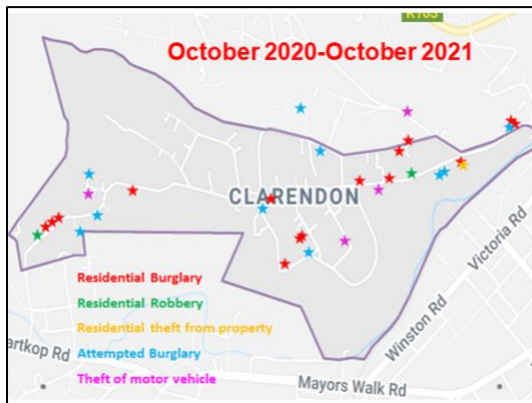 R103
October 2020-October 2021
CLARENDON
Victoria Rd
Winston Rd
Residential Burglary
Residential Robbery
Residential theft from property
Attempted Burglary
Theft of motor vehicle
artkop Rd
Mayors Walk Rd